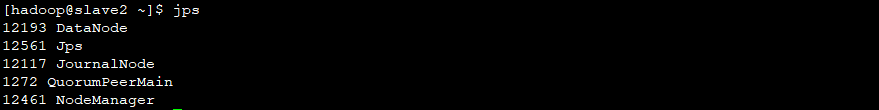 [hadoop@slave2 ~]$ jps
12193 DataNode
12561 Jps
12117 JournalNode
1272 QuorumPeerMain
12461 NodeManager